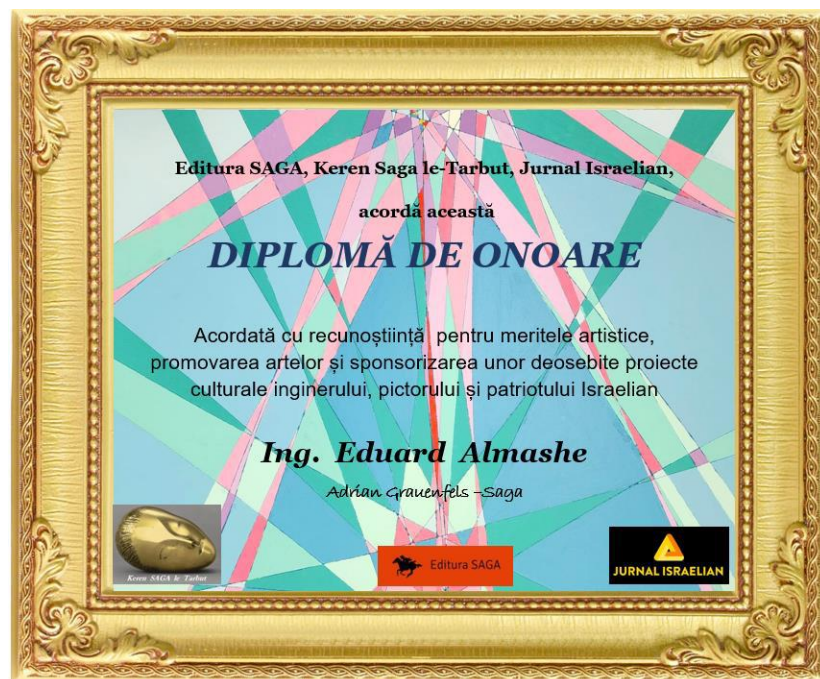 Editura SAGA, Keren Saga le-Tarbut, Jurnal Israelian,
acordă această
DIPLOMĂ DE ONOARE
Acordată cu recunoștiință pentru meritele artistice,
promovarea artelor și sponsorizarea unor deosebite proiecte
culturale inginerului, pictorului și patriotului Israelian
Ing. Eduard Almashe
Adrian Grauenfels –Saga
Keren SAGA le Tarbut
Editura SAGA
JURNAL ISRAELIAN